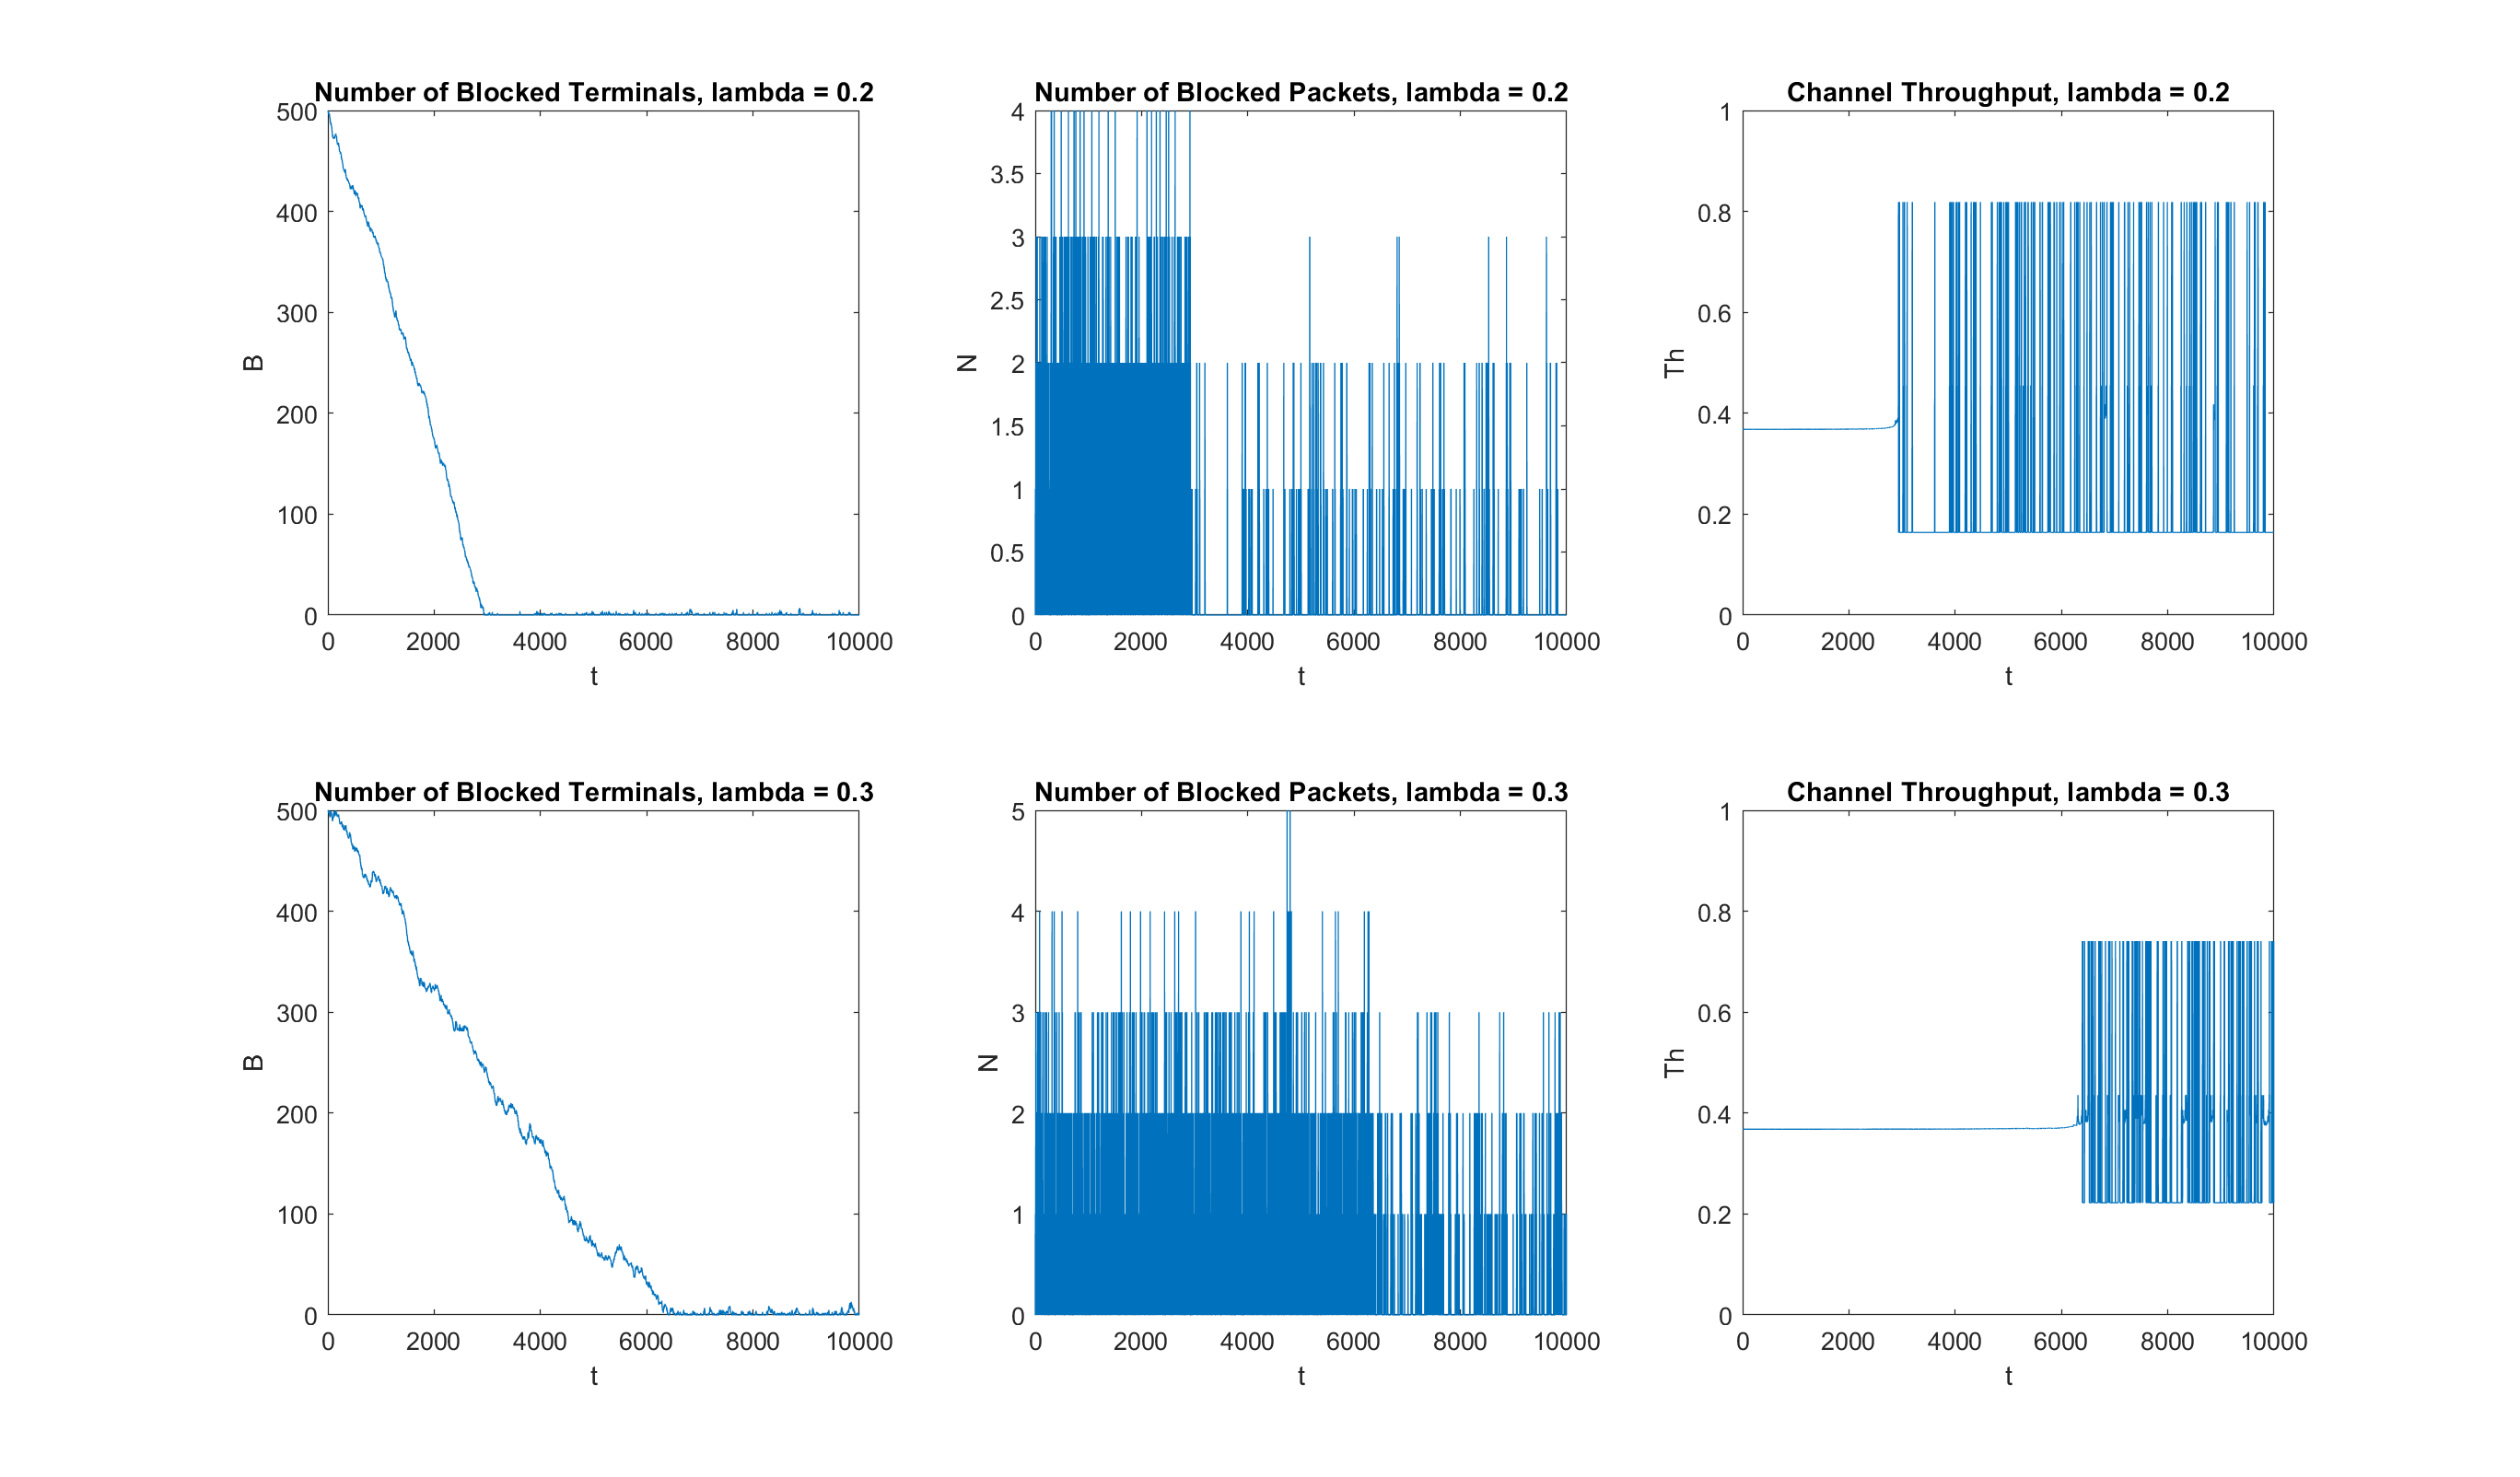 Number of Blocked Terminals, lambda = 0.2
500
400
300
200
100
0
B
0 2000 4000 6000 8000 10000
t
Number of Blocked Packets, lambda = 0.2
4
3.5
3
2.5
2
1.5
1
0.5
0
N
0 2000 4000 6000 8000 10000
t
Channel Throughput, lambda = 0.2
1
0.8
0.6
0.4
0.2
0
Th
0 2000 4000 6000 8000 10000
t
Number of Blocked Terminals, lambda = 0.3
500
400
300
200
100
0
B
0 2000 4000 6000 8000 10000
t
Number of Blocked Packets, lambda = 0.3
5
4
3
2
1
0
N
0 2000 4000 6000 8000 10000
t
Channel Throughput, lambda = 0.3
1
0.8
0.6
0.4
0.2
0
Th
0 2000 4000 6000 8000 10000
t